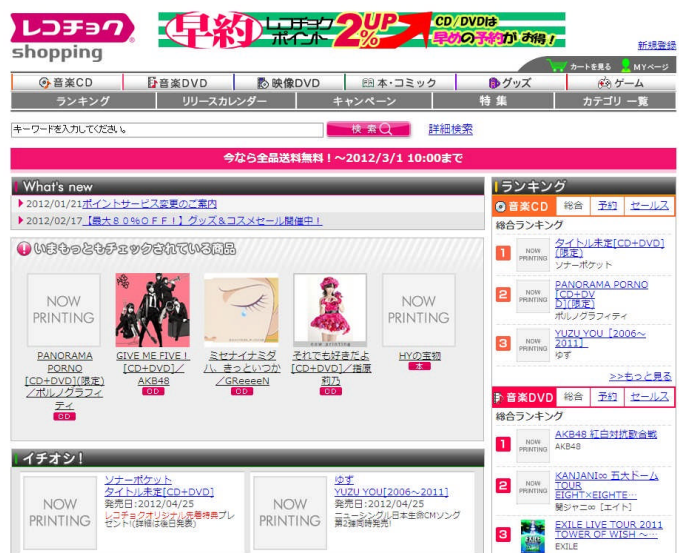 レコチョク
shopping
早約 レコチョクポイント 2%UP CD/DVDは早めの予約がお得!
新規登録
カートを見る MYページ
音楽CD 音楽DVD 映像DVD 本・コミック グッズ ゲーム
ランキング リリースカレンダー キャンペーン 特集 カテゴリ一覧
キーワードを入力してください。 検索 詳細検索
今なら全品送料無料!~2012/3/1 10:00まで
What's new
2012/01/21ポイントサービス変更のご案内
2012/02/17【最大80%OFF!】グッズ&コスメセール開催中!
いまもっともチェックされている商品
NOW PRINTING
PANORAMA
PORNO
[CD+DVD](限定)
/ポルノグラフィ
ティ
CD
GIVE ME FIVE!
[CD+DVD]/
AKB48
CD
ミセナイナミダ
ハ、きっといつか
/GReeeeN
CD
now printing
それでも好きだよ
[CD+DVD]/指原
莉乃
CD
NOW PRINTING
HYの宝物
本
イチオシ!
NOW PRINTING
ソナーポケット
タイトル未定[CD+DVD]
発売日:2012/04/25
レコチョクオリジナル先着特典プレ
ゼント!(詳細は後日発表)
NOW PRINTING
ゆず
YUZU YOU[2006~2011]
発売日:2012/04/25
ニューシングル日本生命CMソング
第2弾同時発売!
ランキング
音楽CD 総合 予約 セールス
総合ランキング
1
NOW PRINTING
タイトル未定[CD+DVD]
(限定)
ソナーポケット
2
NOW PRINTING
PANORAMA PORNO
[CD+DV
D](限定)
ポルノグラフィティ
3
NOW PRINTING
YUZU YOU [2006~
2011]
ゆず
>>もっと見る
音楽DVD 総合 予約 セールス
総合ランキング
1
NOW PRINTING
AKB48 紅白対抗歌合戦
AKB48
2
NOW PRINTING
KANJANI∞ 五大ドーム
TOUR
EIGHT×EIGHTE…
関ジャニ∞ [エイト]
3
EXILE LIVE TOUR 2011
TOWER OF WISH ~…
EXILE